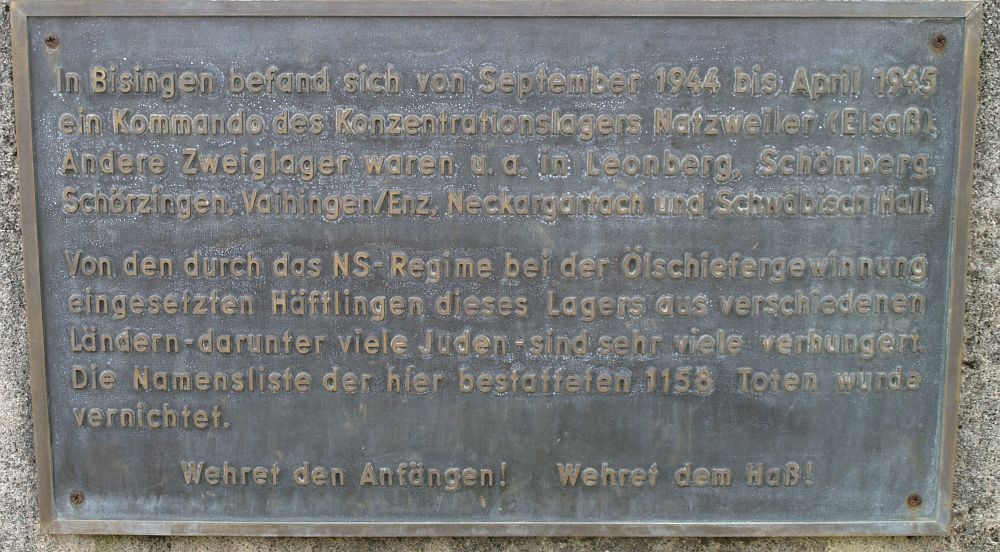 In Bisingen befand sich von September 1944 bis April 1945
ein Kommando des Konzentrationslagers Natzweiler (Elsaß).
Andere Zweiglager waren u. a. in Leonberg, Schömberg,
Schörzingen, Vaihingen/Enz, Neckargartach und Schwäbisch Hall.
Von den durch das NS-Regime bei der Ölschiefergewinnung
eingesetzten Häftlingen dieses Lagers aus verschiedenen
Ländern - darunter viele Juden - sind sehr viele verhungert.
Die Namensliste der hier bestatteten 1158 Toten wurde
vernichtet.
Wehret den Anfängen! Wehret dem Haß!